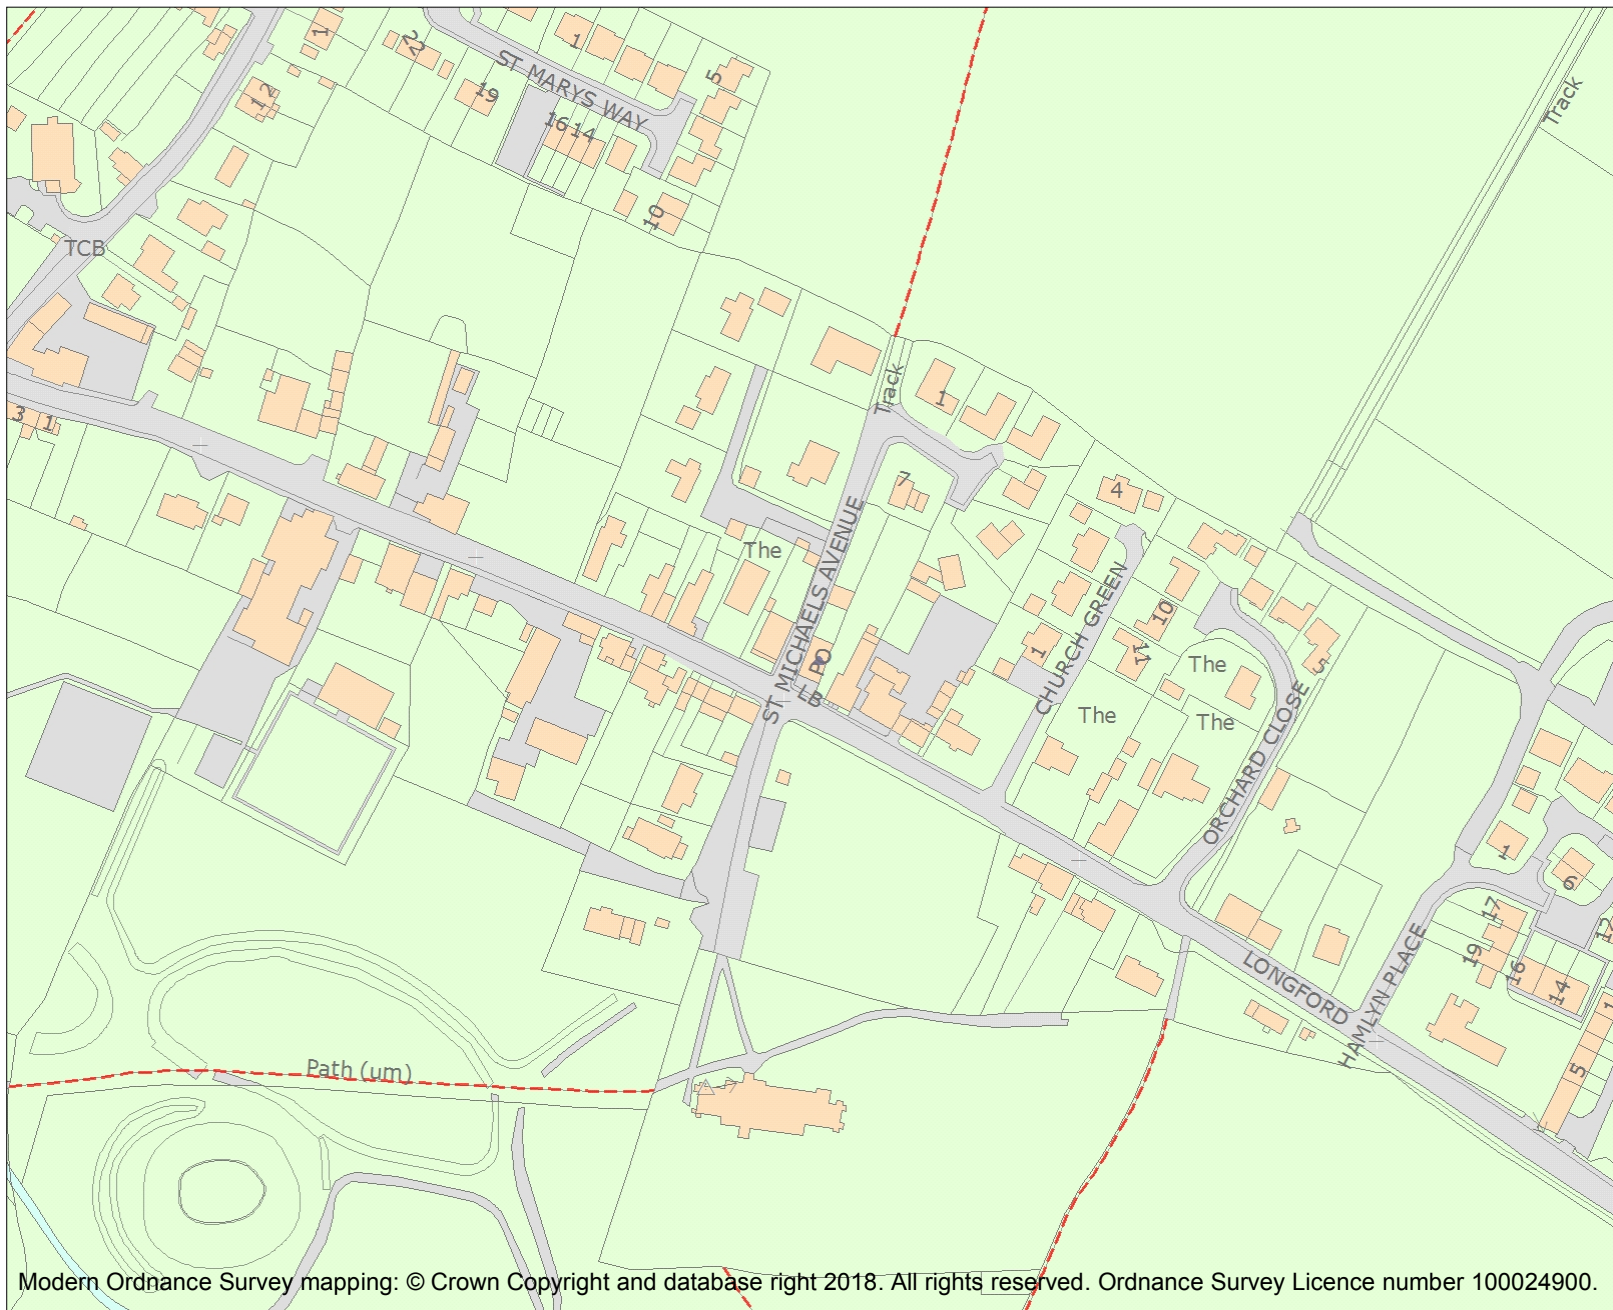 1
22
ST MARYS WAY
1
5
19
16
14
10
1 2
TCB
Track
Track
3
1
1
7
4
ST MICHAELS AVENUE
The
PO
LB
CHURCH GREEN
1
10
11
The
The
The
5
ORCHARD CLOSE
1
6
17
19
16
14
12
1
5
LONGFORD
HAMLYN PLACE
Path (um)
Modern Ordnance Survey mapping: © Crown Copyright and database right 2018. All rights reserved. Ordnance Survey Licence number 100024900.